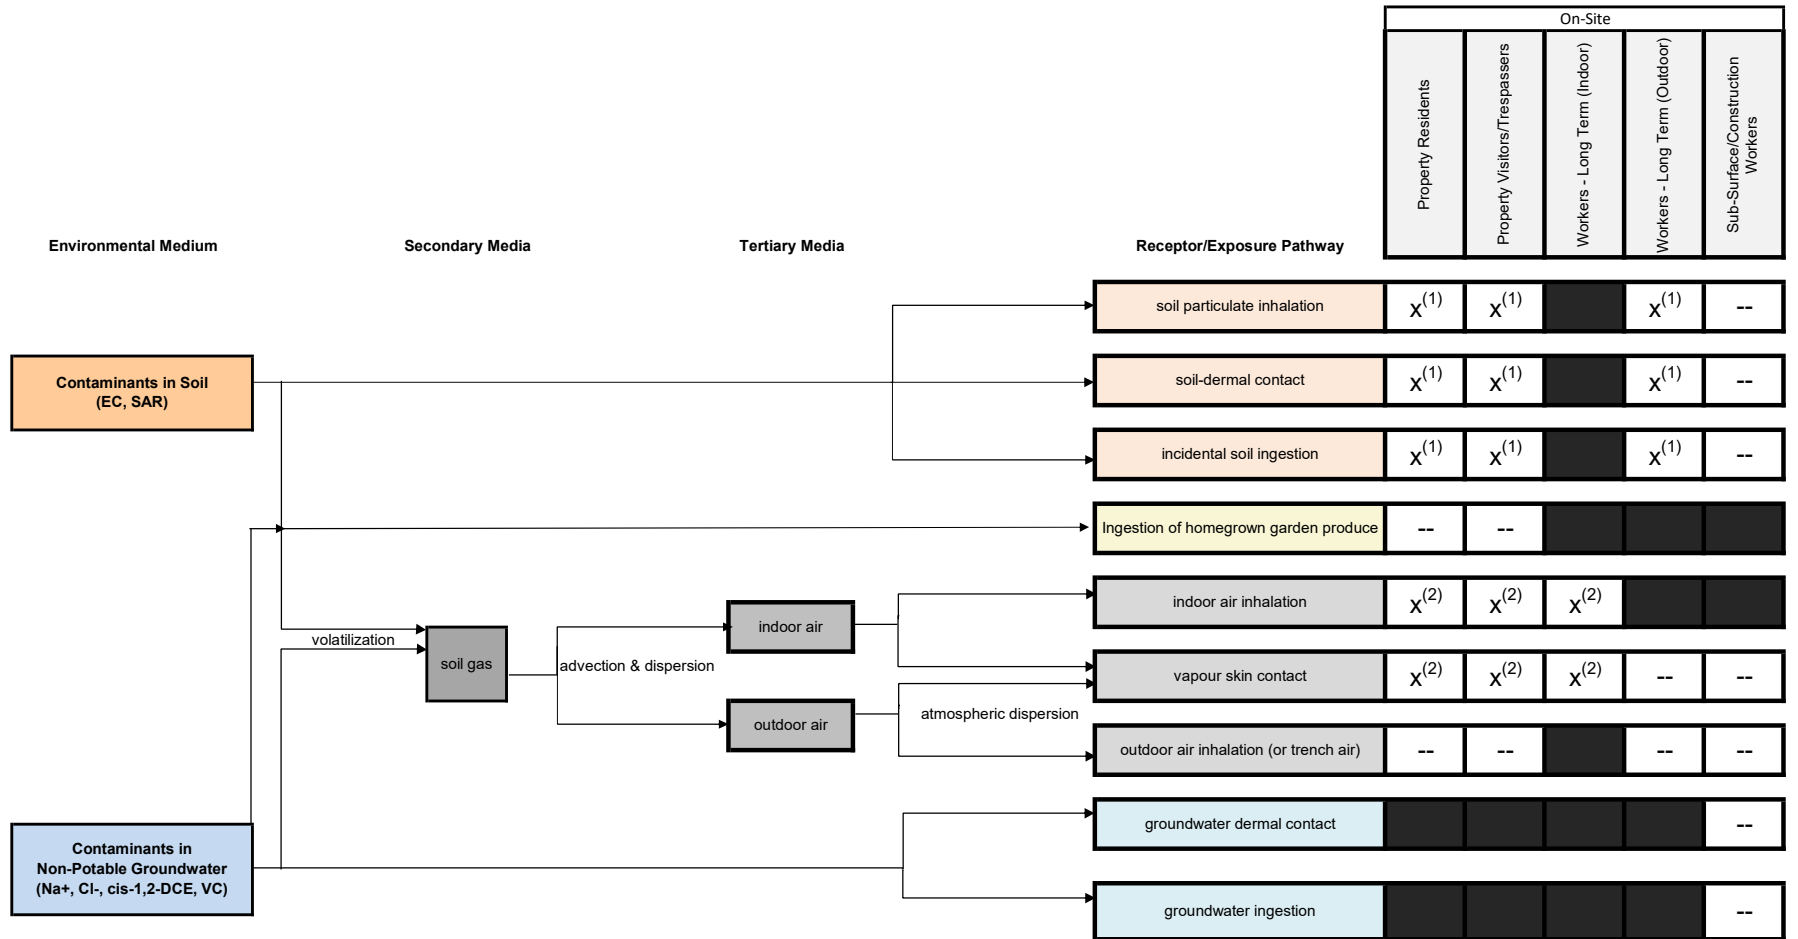 On-Site
Property Residents
Property Visitors/Trespassers
Workers - Long Term (Indoor)
Workers - Long Term (Outdoor)
Sub-Surface/Construction
Workers
Environmental Medium
Secondary Media
Tertiary Media
Receptor/Exposure Pathway
soil particulate inhalation x(1) x(1) x(1) --
Contaminants in Soil
(EC, SAR)
soil-dermal contact x(1) x(1) x(1) --
incidental soil ingestion x(1) x(1) x(1) --
Ingestion of homegrown garden produce -- --
indoor air inhalation x(2) x(2) x(2)
volatilization
soil gas
indoor air
advection & dispersion
vapour skin contact x(2) x(2) x(2) -- --
outdoor air
atmospheric dispersion
outdoor air inhalation (or trench air) -- -- -- --
groundwater dermal contact --
Contaminants in
Non-Potable Groundwater
(Na+, Cl-, cis-1,2-DCE, VC)
groundwater ingestion --